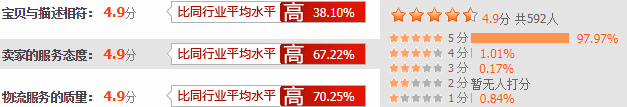 宝贝与描述相符： 4.9分 比同行业平均水平 高 38.10%
卖家的服务态度： 4.9分 比同行业平均水平 高 67.22%
物流服务的质量： 4.9分 比同行业平均水平 高 70.25%
4.9分 共592人
5分 97.97%
4分 1.01%
3分 0.17%
2分 暂无人打分
1分 0.84%